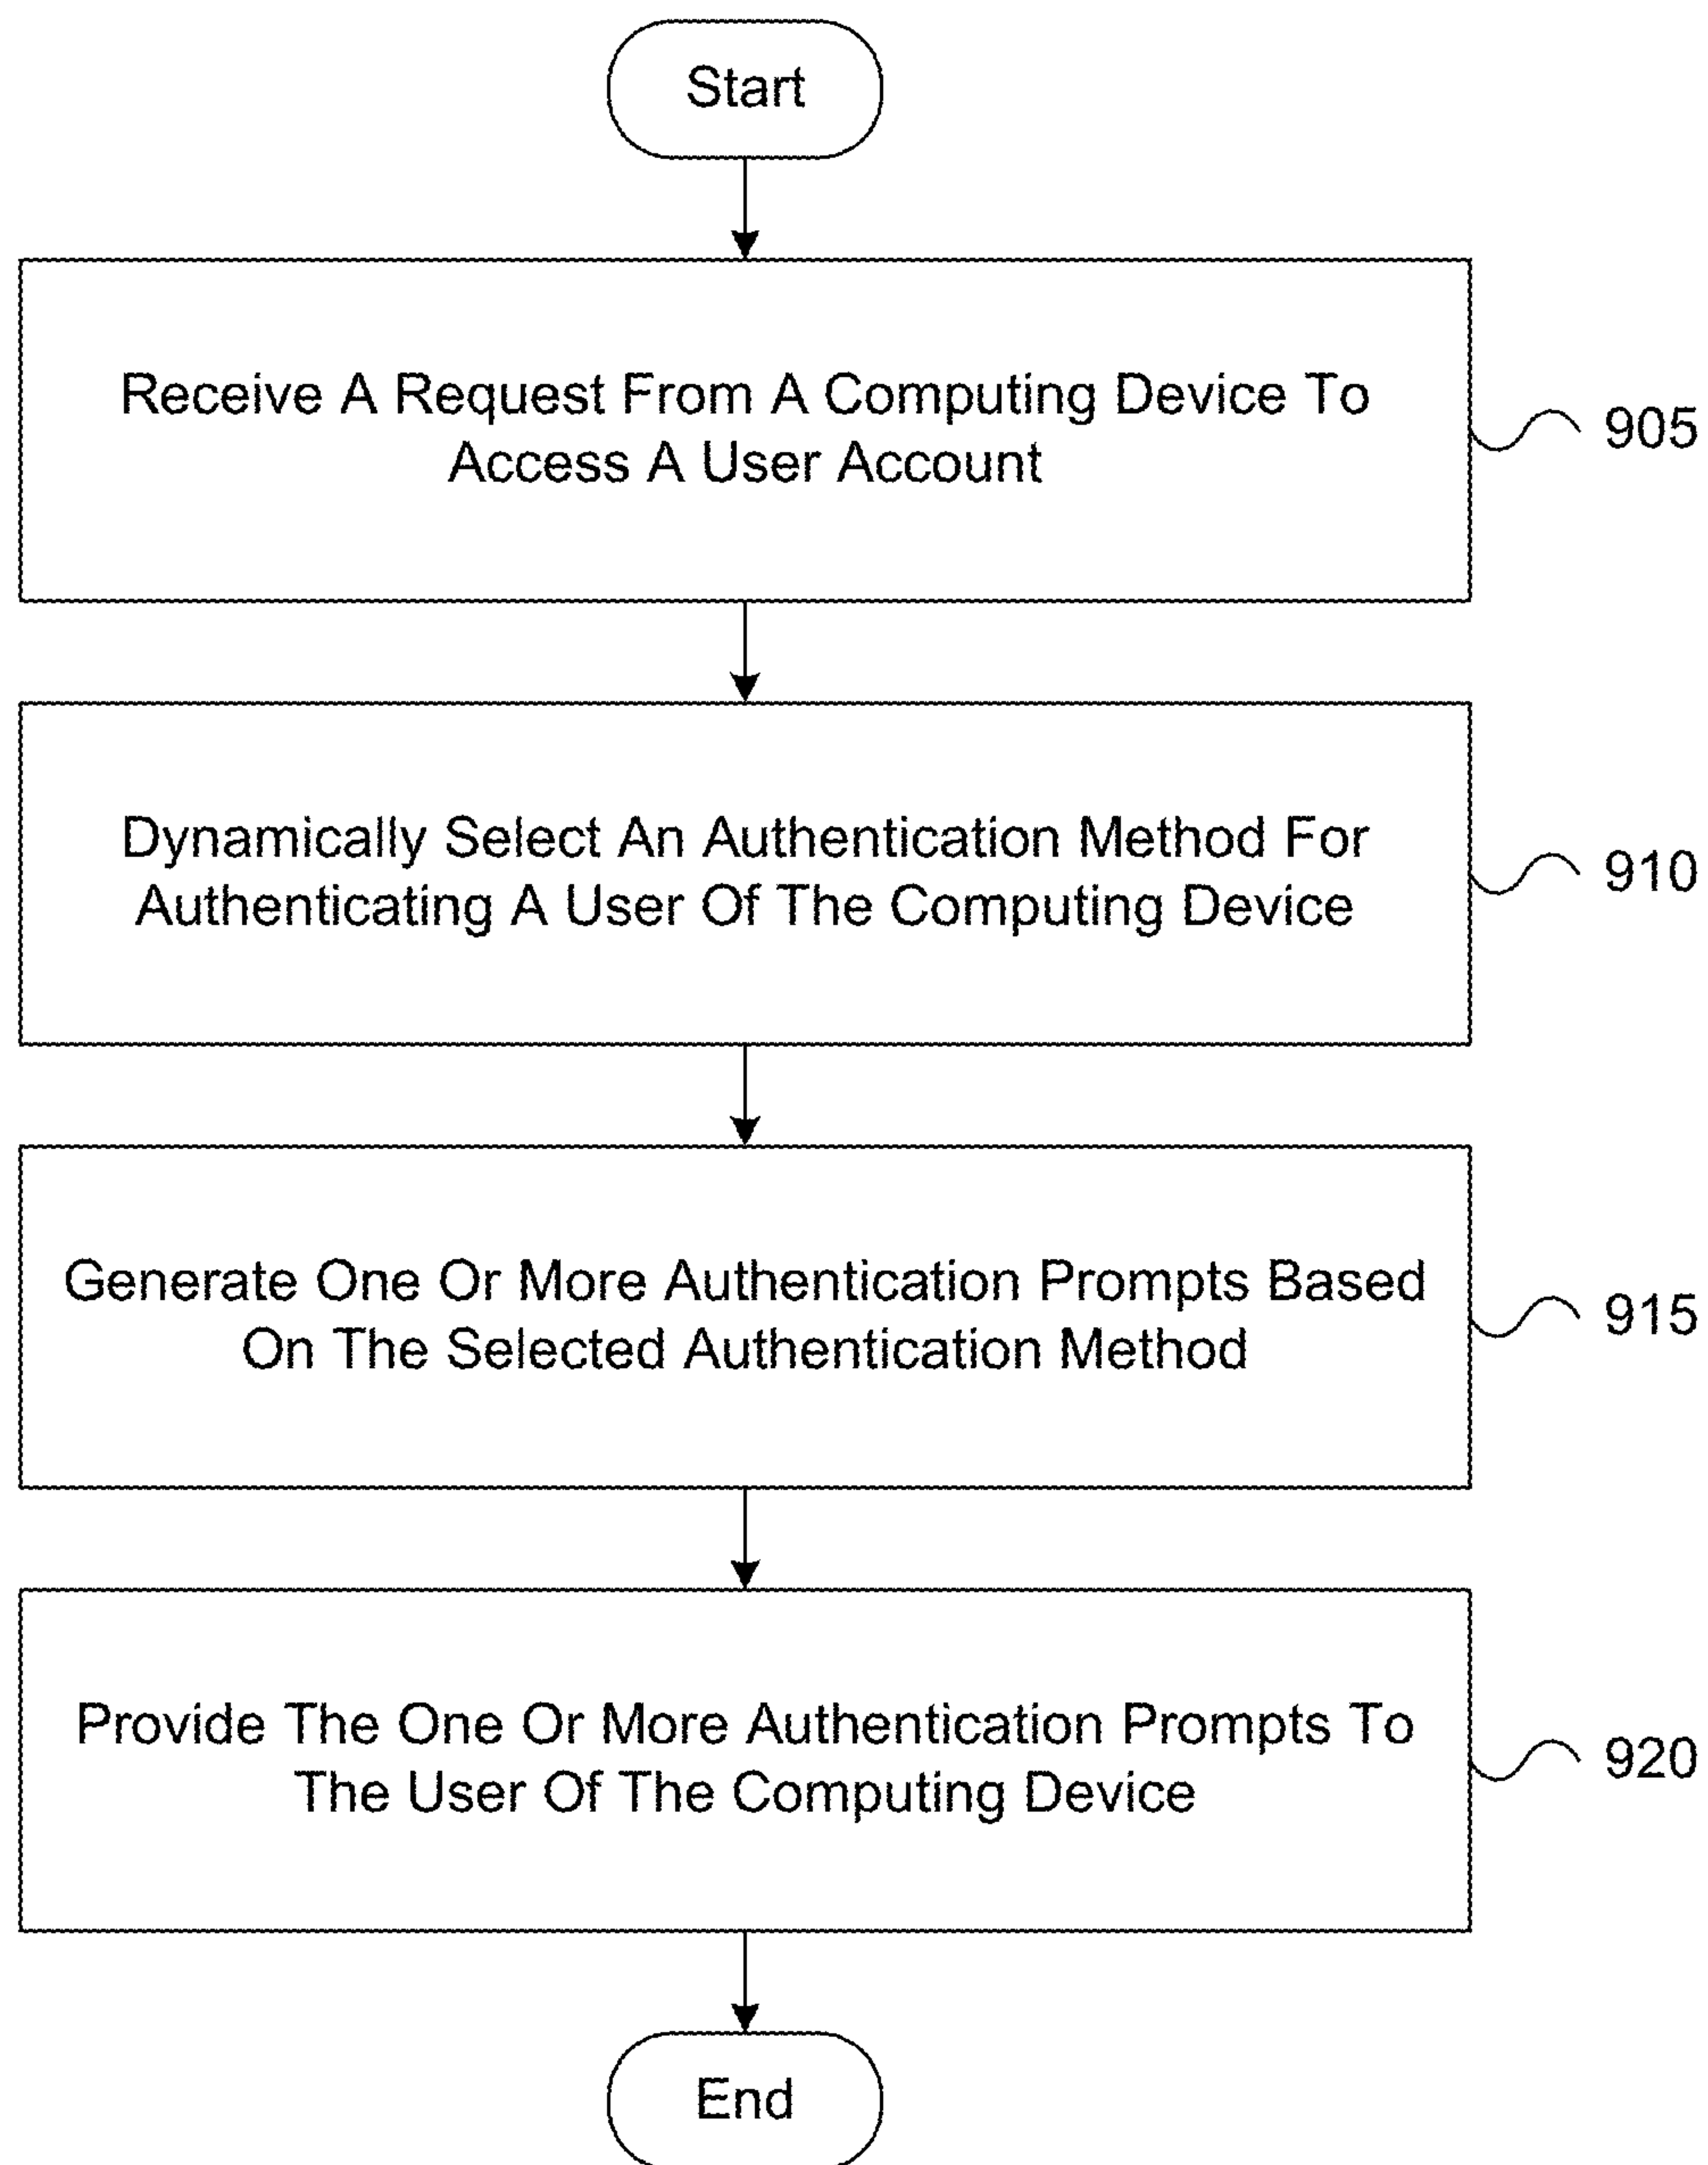 Start
Receive A Request From A Computing Device To
Access A User Account
905
Dynamically Select An Authentication Method For
Authenticating A User Of The Computing Device
910
Generate One Or More Authentication Prompts Based
On The Selected Authentication Method
915
Provide The One Or More Authentication Prompts To
The User Of The Computing Device
920
End